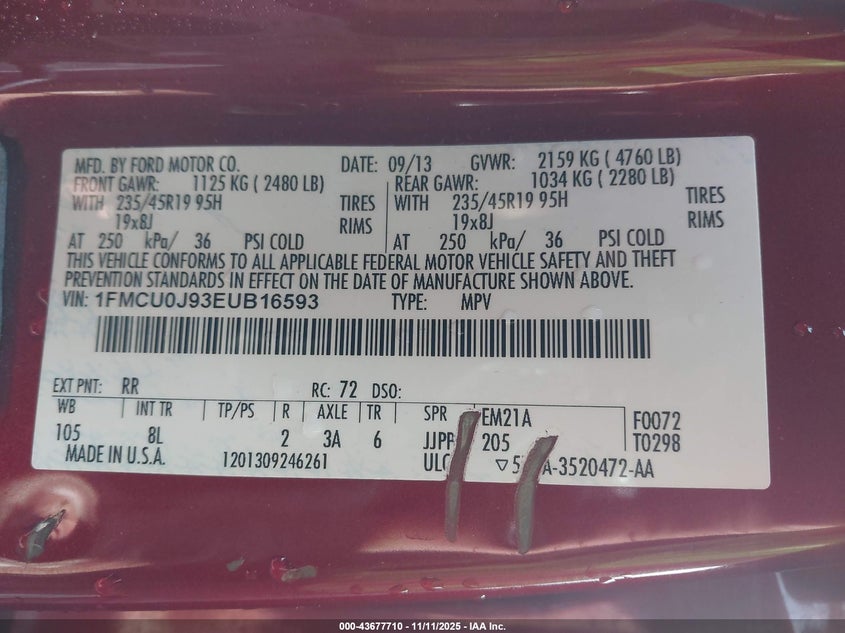 MFD. BY FORD MOTOR CO. DATE: 09/13 GVWR: 2159 KG ( 4760 LB)
FRONT GAWR: 1125 KG ( 2480 LB) REAR GAWR: 1034 KG ( 2280 LB)
WITH 235/45R19 95H TIRES WITH 235/45R19 95H TIRES
19x8J RIMS 19x8J RIMS
AT 250 kPa/ 36 PSI COLD AT 250 kPa/ 36 PSI COLD
THIS VEHICLE CONFORMS TO ALL APPLICABLE FEDERAL MOTOR VEHICLE SAFETY AND THEFT
PREVENTION STANDARDS IN EFFECT ON THE DATE OF MANUFACTURE SHOWN ABOVE.
VIN: 1FMCU0J93EUB16593 TYPE: MPV
EXT PNT: RR RC: 72 DSO:
WB INT TR TP/PS R AXLE TR SPR EM21A F0072
105 8L 2 3A 6 JJPB 205 T0298
MADE IN U.S.A. 1201309246261 ULC A-3520472-AA
000-43677710 - 11/11/2025 - IAA Inc.